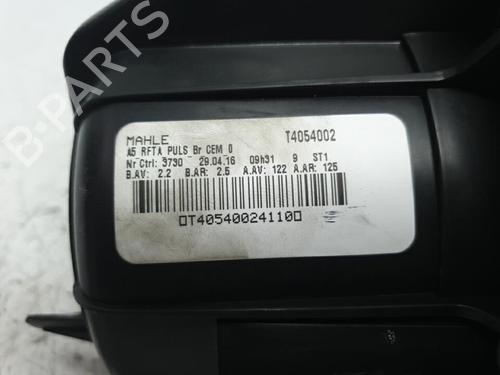 MAHLE T4054002
A5 RFTA PULS Br CEM 0
Nr Ctrl: 3730 29.04.16 09h31 9 ST1
B.AV: 2.2 B.AR: 2.5 A.AV: 122 A.AR: 125
□T40540024110□
B-Parts